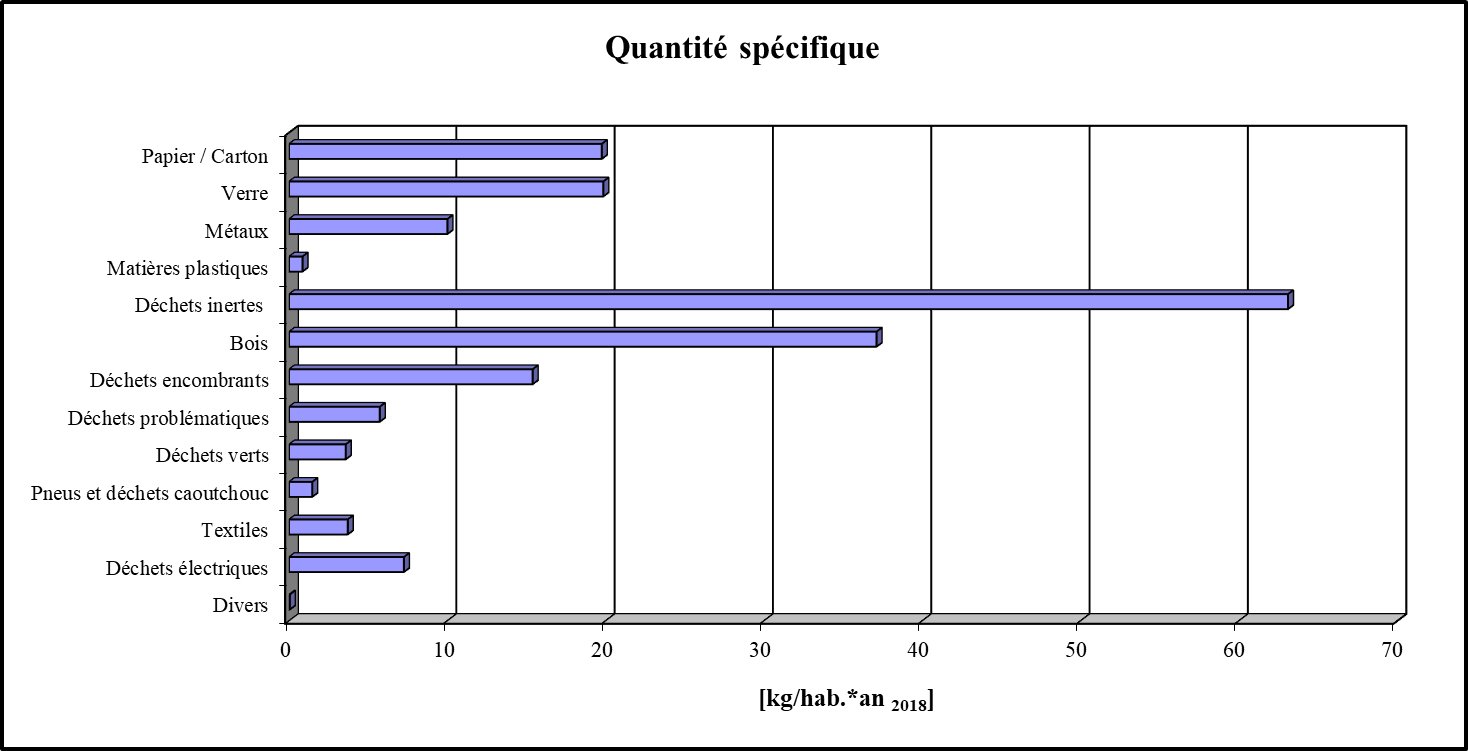 Quantité spécifique
Papier / Carton
Verre
Métaux
Matières plastiques
Déchets inertes
Bois
Déchets encombrants
Déchets problématiques
Déchets verts
Pneus et déchets caoutchouc
Textiles
Déchets électriques
Divers
0 10 20 30 40 50 60 70
[kg/hab.*an 2018]